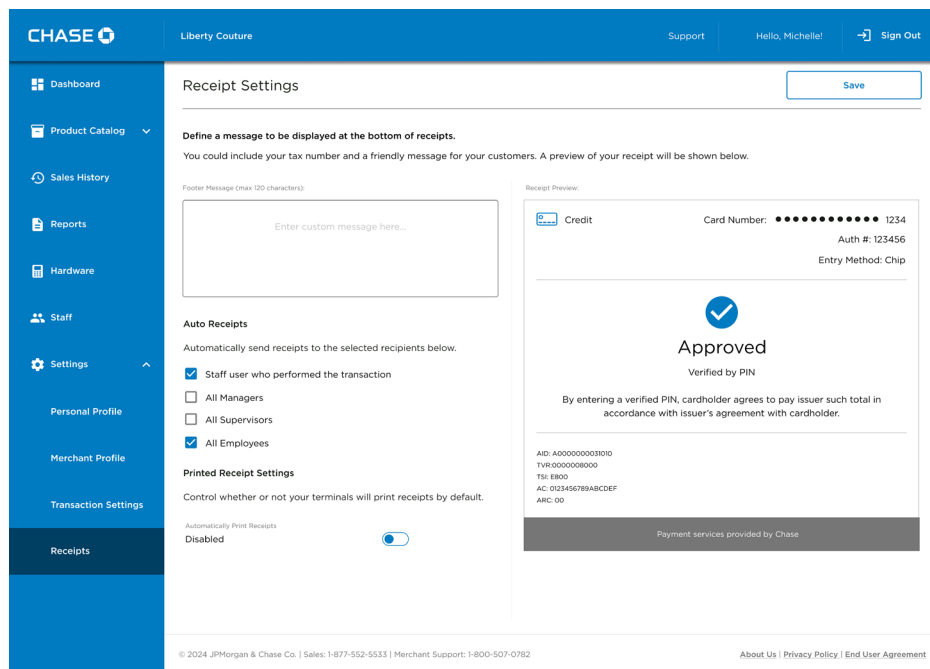 CHASE
Liberty Couture
Support
Hello, Michelle!
Sign Out
Dashboard
Product Catalog
Sales History
Reports
Hardware
Staff
Settings
Personal Profile
Merchant Profile
Transaction Settings
Receipts
Receipt Settings
Save
Define a message to be displayed at the bottom of receipts.
You could include your tax number and a friendly message for your customers. A preview of your receipt will be shown below.
Footer Message (max 120 characters):
Enter custom message here...
Auto Receipts
Automatically send receipts to the selected recipients below.
Staff user who performed the transaction
All Managers
All Supervisors
All Employees
Printed Receipt Settings
Control whether or not your terminals will print receipts by default.
Automatically Print Receipts
Disabled
Receipt Preview:
Credit
Card Number: ●●●●●●●●●●●● 1234
Auth #: 123456
Entry Method: Chip
Approved
Verified by PIN
By entering a verified PIN, cardholder agrees to pay issuer such total in
accordance with issuer's agreement with cardholder.
AID: A0000000031010
TVR:0000008000
TSI: E800
AC: 0123456789ABCDEF
ARC: 00
Payment services provided by Chase
© 2024 JPMorgan & Chase Co. | Sales: 1-877-552-5533 | Merchant Support: 1-800-507-0782
About Us | Privacy Policy | End User Agreement